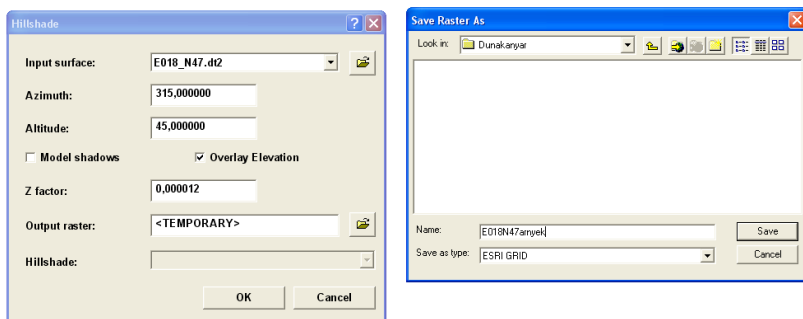 Hillshade
Input surface: E018_N47.dt2
Azimuth: 315,000000
Altitude: 45,000000
Model shadows Overlay Elevation
Z factor: 0,000012
Output raster: <TEMPORARY>
Hillshade:
OK Cancel
Save Raster As
Look in: Dunakanyar
Name: E018N47arnyek Save
Save as type: ESRI GRID Cancel